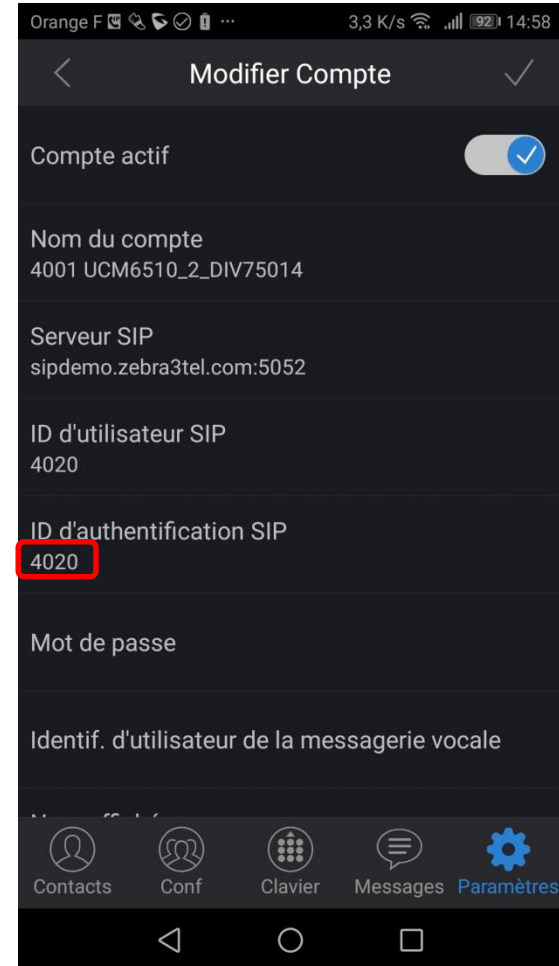 Orange F ... 3,3 K/s 92 14:58
Modifier Compte
Compte actif
Nom du compte
4001 UCM6510_2_DIV75014
Serveur SIP
sipdemo.zebra3tel.com:5052
ID d'utilisateur SIP
4020
ID d'authentification SIP
4020
Mot de passe
Identif. d'utilisateur de la messagerie vocale
Contacts Conf Clavier Messages Paramètres